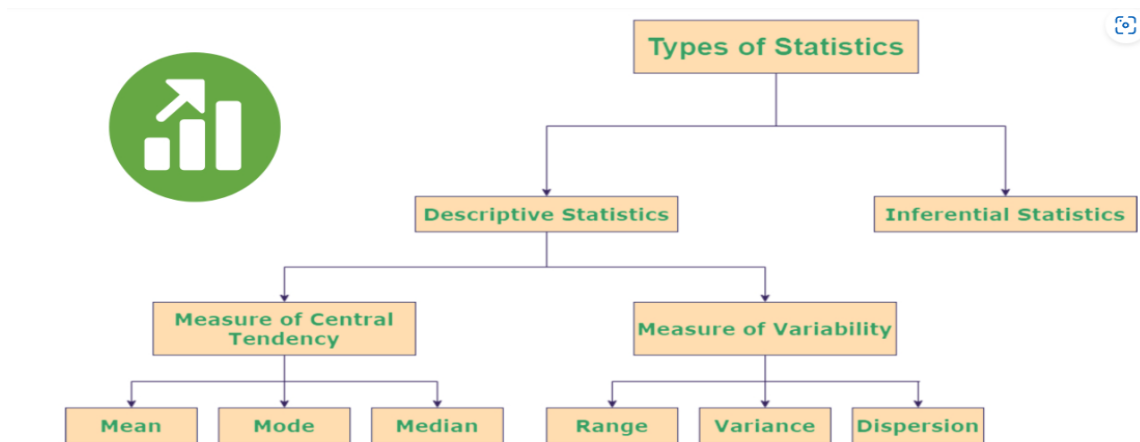 Types of Statistics
Descriptive Statistics
Inferential Statistics
Measure of Central
Tendency
Measure of Variability
Mean
Mode
Median
Range
Variance
Dispersion